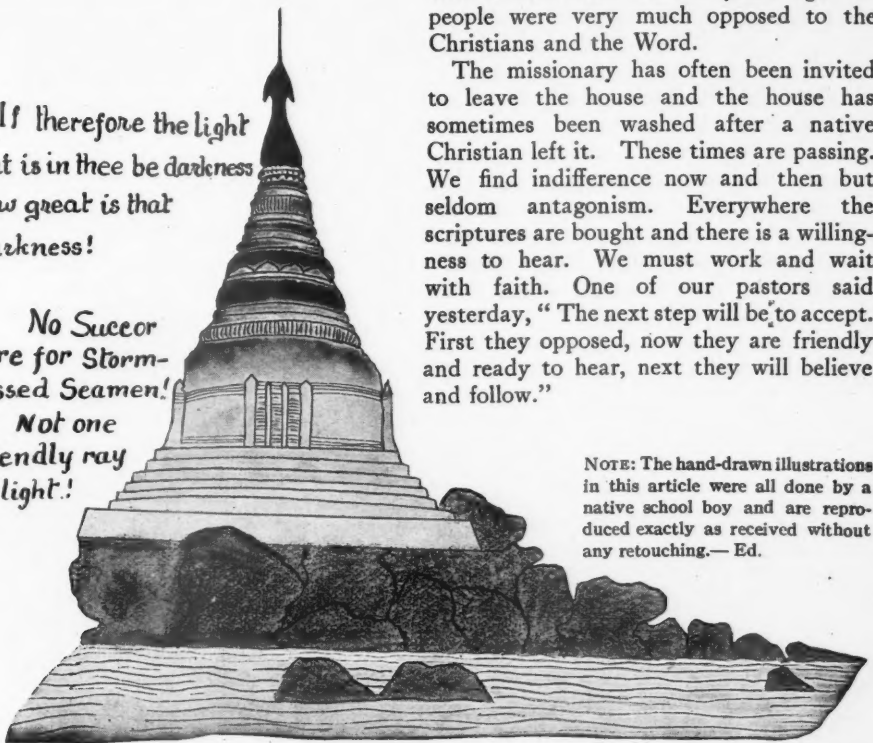 If therefore the light
at is in thee be darkness
w great is that
rkness!
No Succor
re for Storm-
ssed Seamen!
Not one
endly ray
light!
people were very much opposed to the
Christians and the Word.
The missionary has often been invited
to leave the house and the house has
sometimes been washed after a native
Christian left it. These times are passing.
We find indifference now and then but
seldom antagonism. Everywhere the
scriptures are bought and there is a willing-
ness to hear. We must work and wait
with faith. One of our pastors said
yesterday, “ The next step will be to accept.
First they opposed, now they are friendly
and ready to hear, next they will believe
and follow.”
NOTE: The hand-drawn illustrations
in this article were all done by a
native school boy and are repro-
duced exactly as received without
any retouching.— Ed.